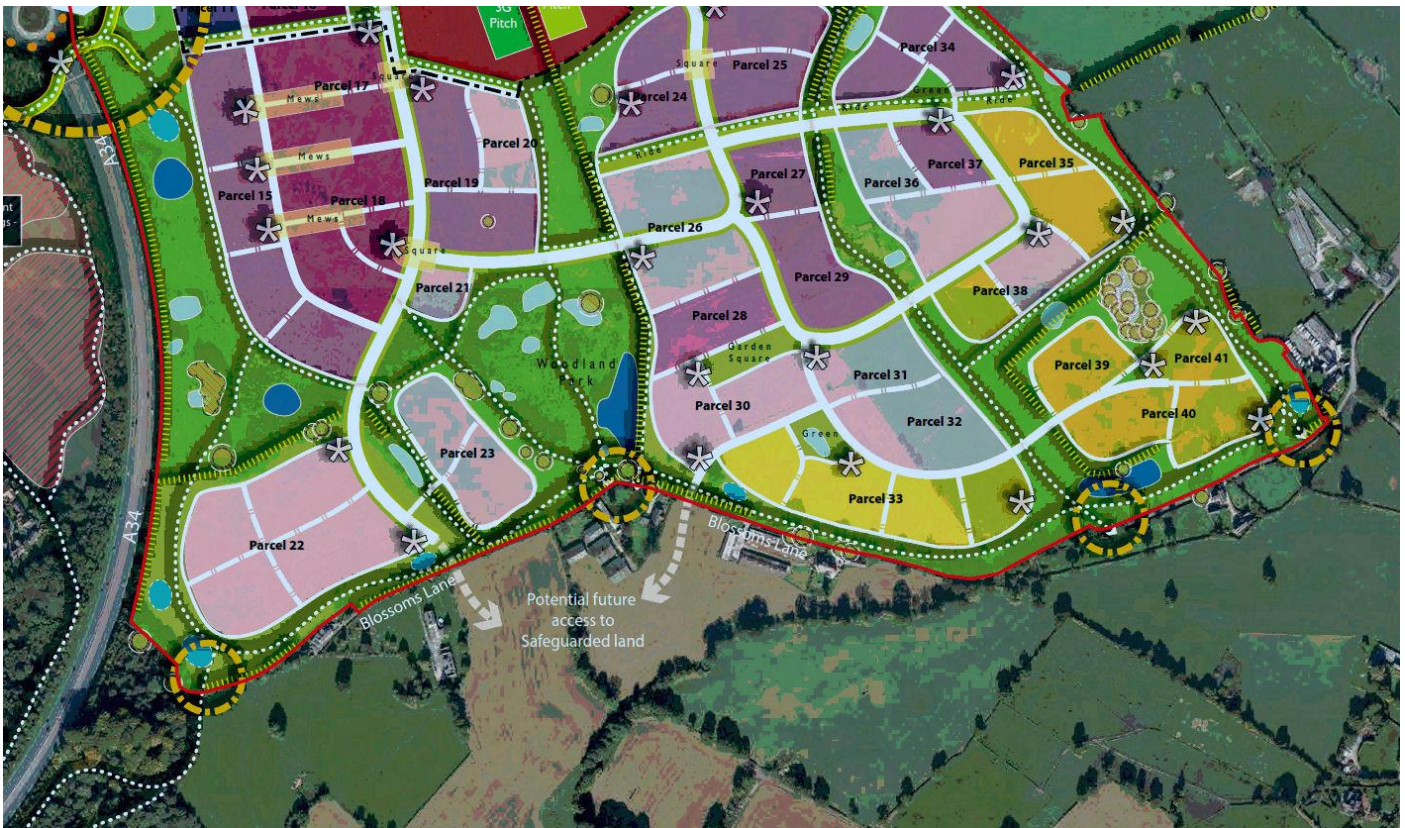 3G
Pitch
Pitch
Parcel 34
Square
Parcel 25
Square
Parcel 17
Mews
Parcel 24
Green
Ride
Ride
A34
Parcel 20
Ride
Mews
Parcel 37
Parcel 35
Parcel 27
Parcel 36
Parcel 19
Parcel 15
Parcel 18
Mews
Parcel 26
Square
Parcel 29
Parcel 21
Parcel 38
Parcel 28
Garden
Square
Parcel 41
Woodland
Park
Parcel 39
Parcel 31
Parcel 30
Parcel 40
Parcel 32
Green
Parcel 23
Parcel 33
A34
Blossoms Lane
Parcel 22
Blossoms Lane
Potential future
access to
Safeguarded land